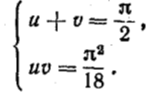 u + v = π/2,
uv = π²/18.